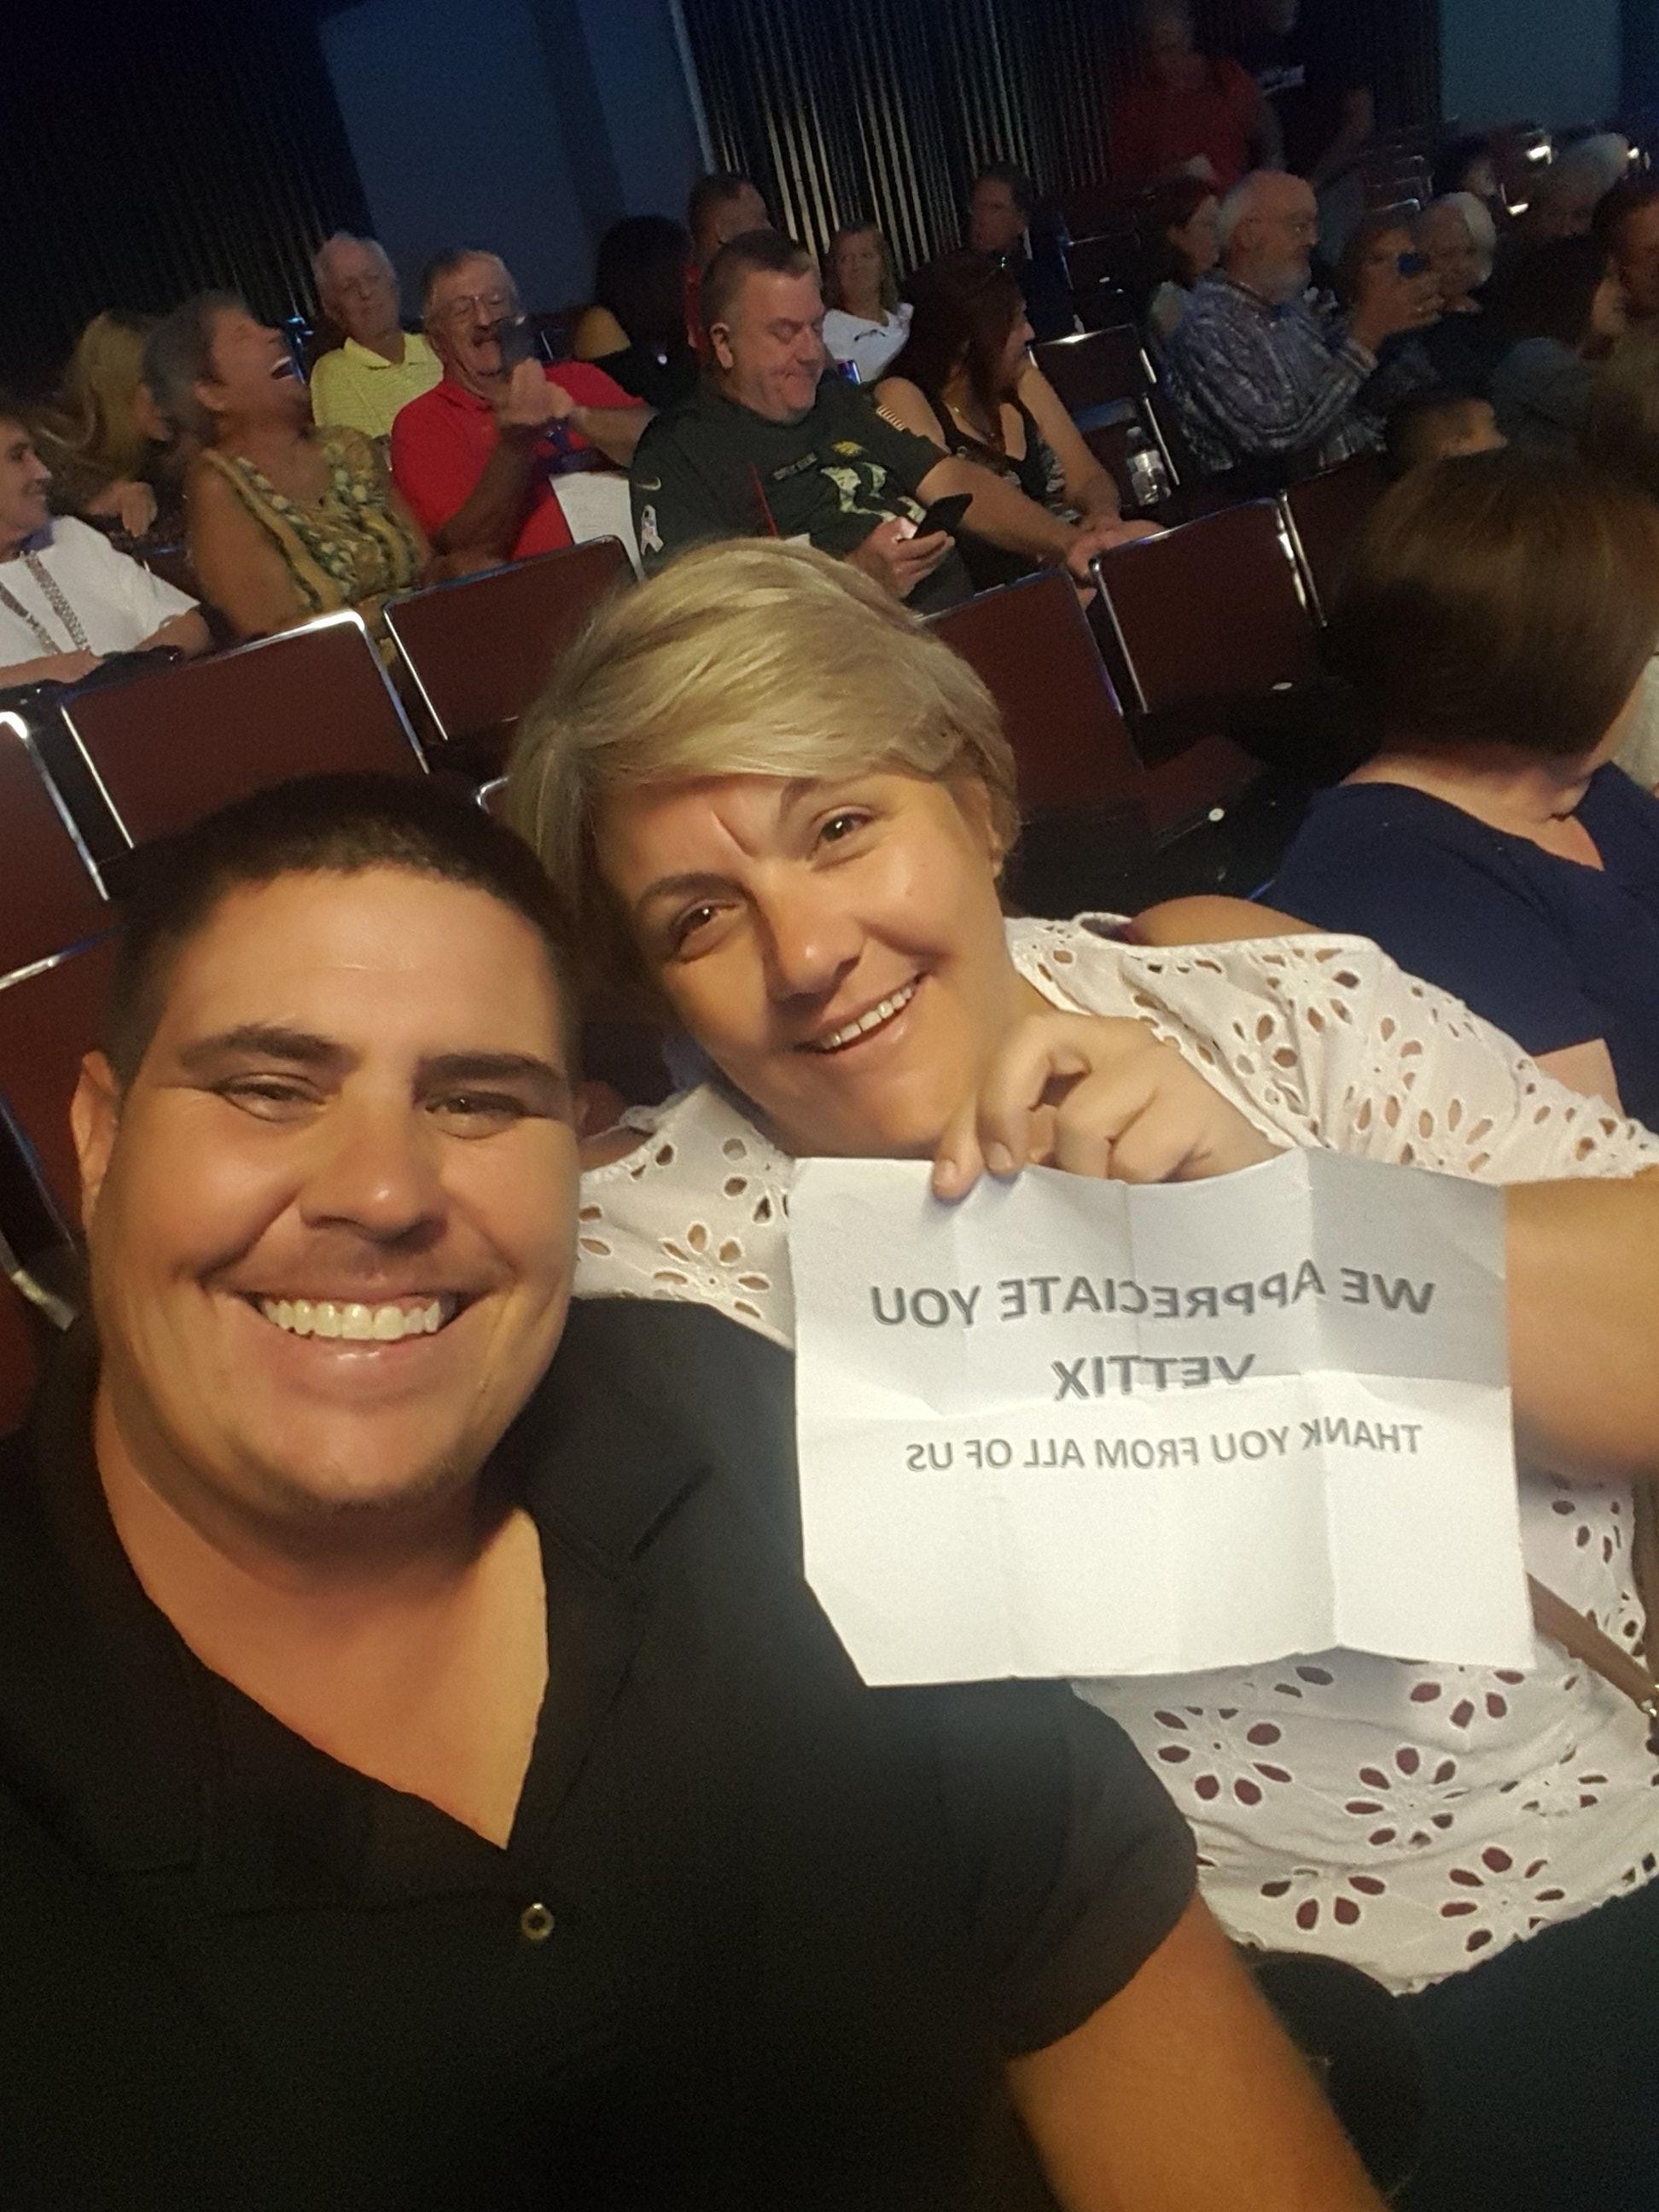 WE APPRECIATE YOU
VETTIX
THANK YOU FROM ALL OF US